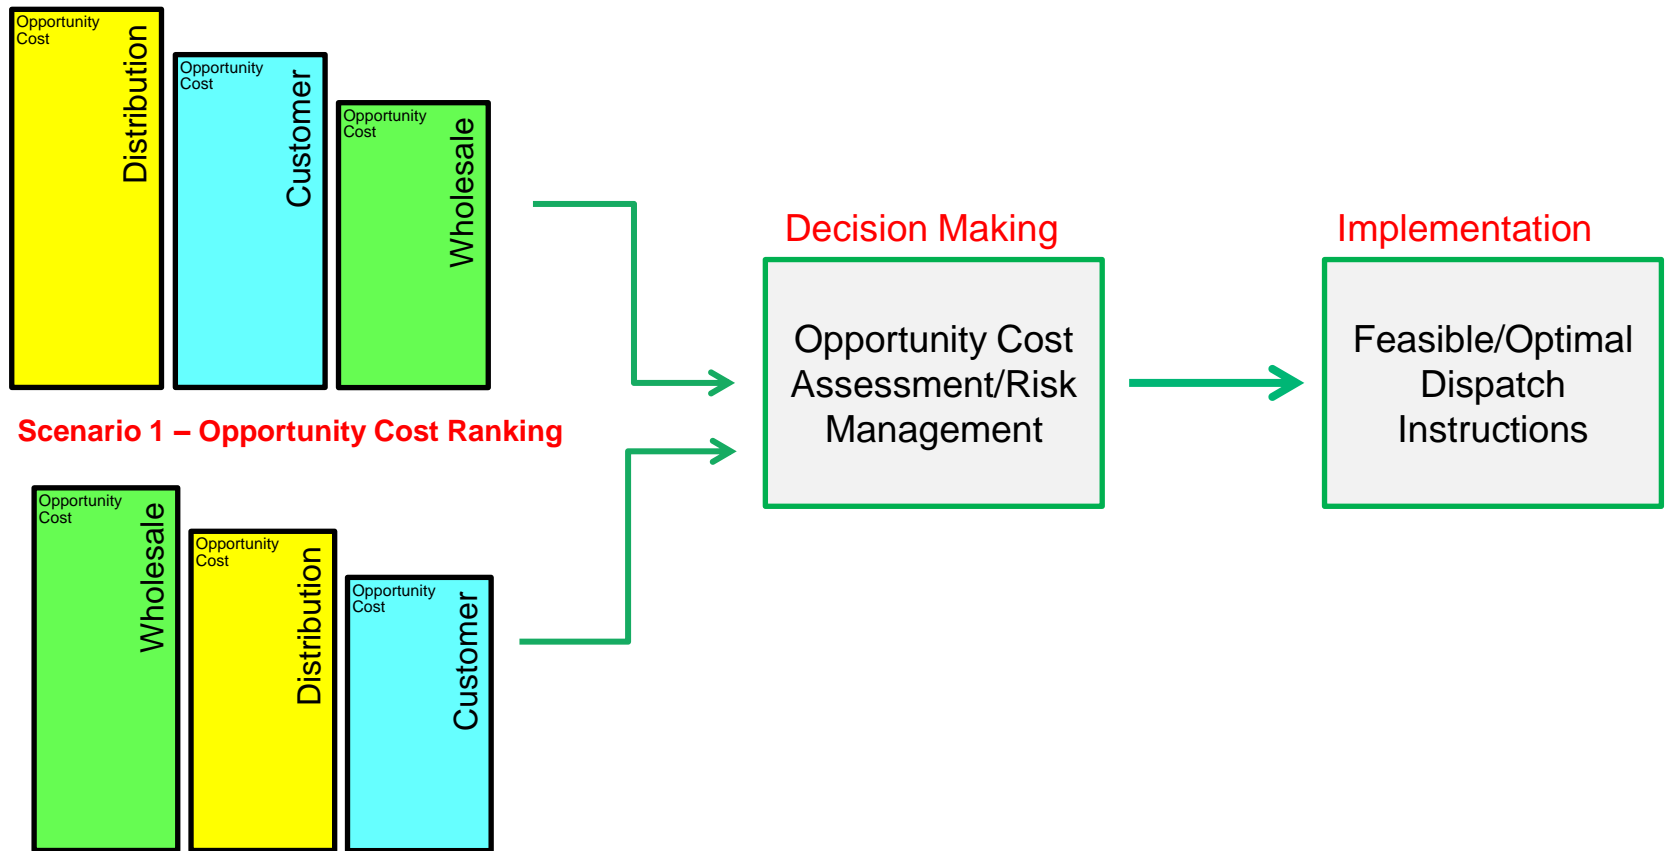 Opportunity
Cost
Distribution
Opportunity
Cost
Customer
Opportunity
Cost
Wholesale
Scenario 1 – Opportunity Cost Ranking
Opportunity
Cost
Wholesale
Opportunity
Cost
Distribution
Opportunity
Cost
Customer
Decision Making
Opportunity Cost
Assessment/Risk
Management
Implementation
Feasible/Optimal
Dispatch
Instructions